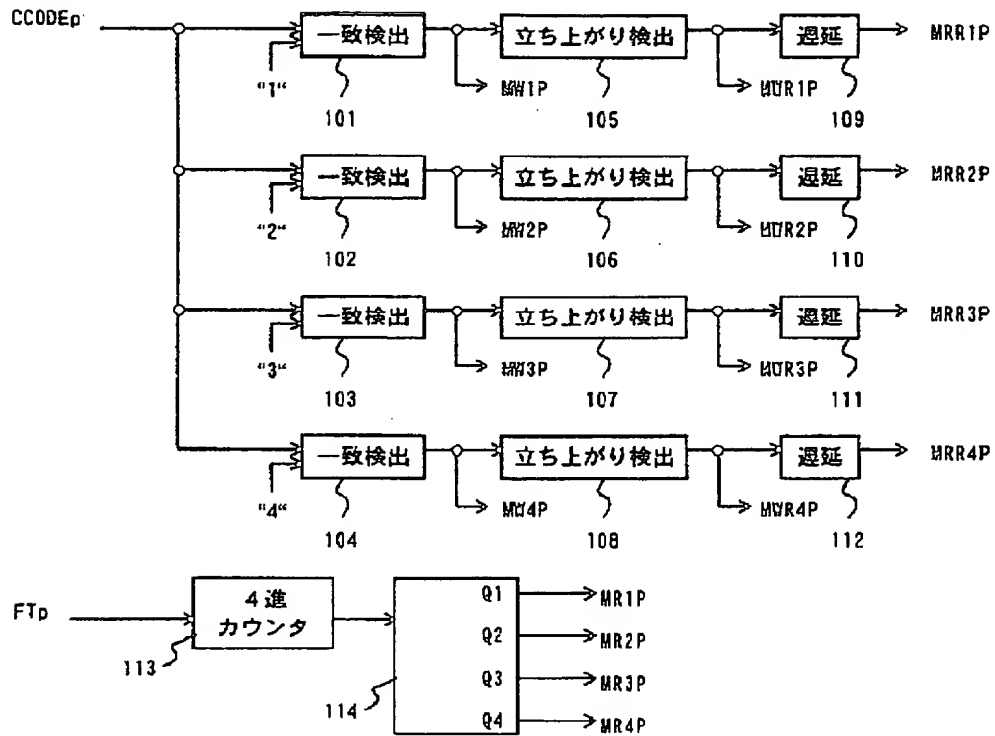 CCODEp
一致検出
立ち上がり検出
遅延
MRR1P
"1"
MW1P
MWR1P
101
105
109
一致検出
立ち上がり検出
遅延
MRR2P
"2"
MW2P
MWR2P
102
106
110
一致検出
立ち上がり検出
遅延
MRR3P
"3"
MW3P
MWR3P
103
107
111
一致検出
立ち上がり検出
遅延
MRR4P
"4"
MW4P
MWR4P
104
108
112
FTp
4進
カウンタ
113
Q1
MR1P
Q2
MR2P
Q3
MR3P
Q4
MR4P
114